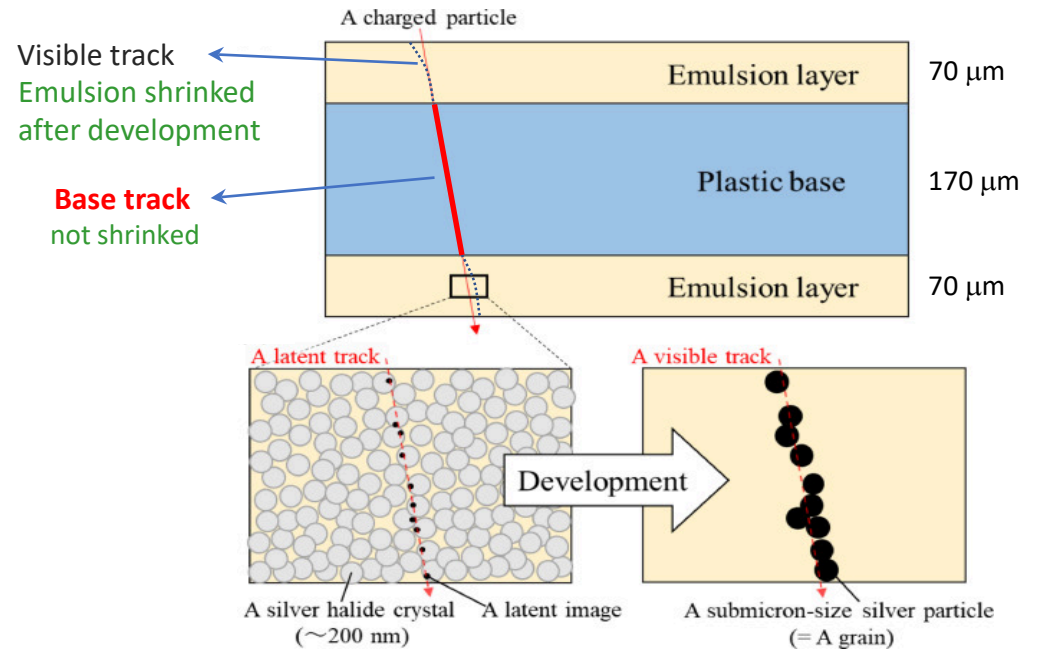 A charged particle
Visible track
Emulsion shrinked
after development
Emulsion layer
70 μm
Base track
not shrinked
Plastic base
170 μm
Emulsion layer
70 μm
A latent track
A visible track
Development
A silver halide crystal
(～200 nm)
A latent image
A submicron-size silver particle
(= A grain)